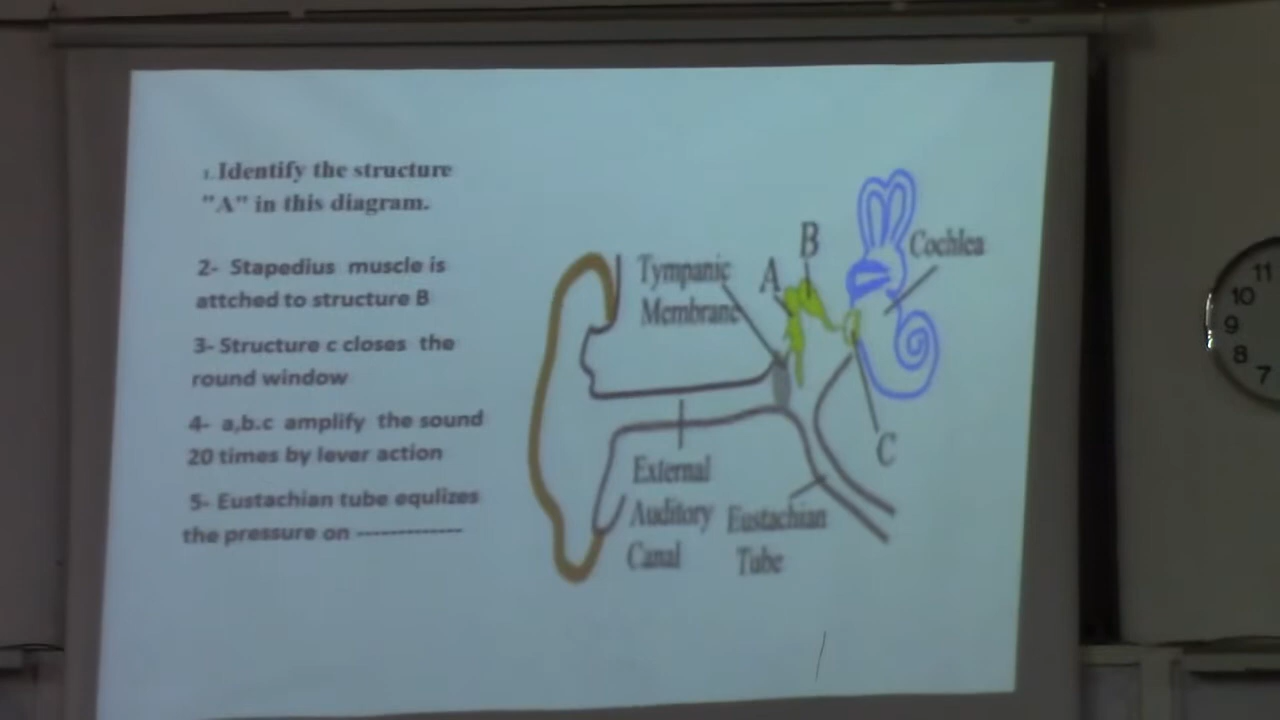 1. Identify the structure
"A" in this diagram.
2- Stapedius muscle is
attched to structure B
3- Structure c closes the
round window
4- a,b.c amplify the sound
20 times by lever action
5- Eustachian tube equlizes
the pressure on -------------
B
Cochlea
Tympanic
Membrane
A
C
External
Auditory
Canal
Eustachian
Tube
11
10
9
8
7